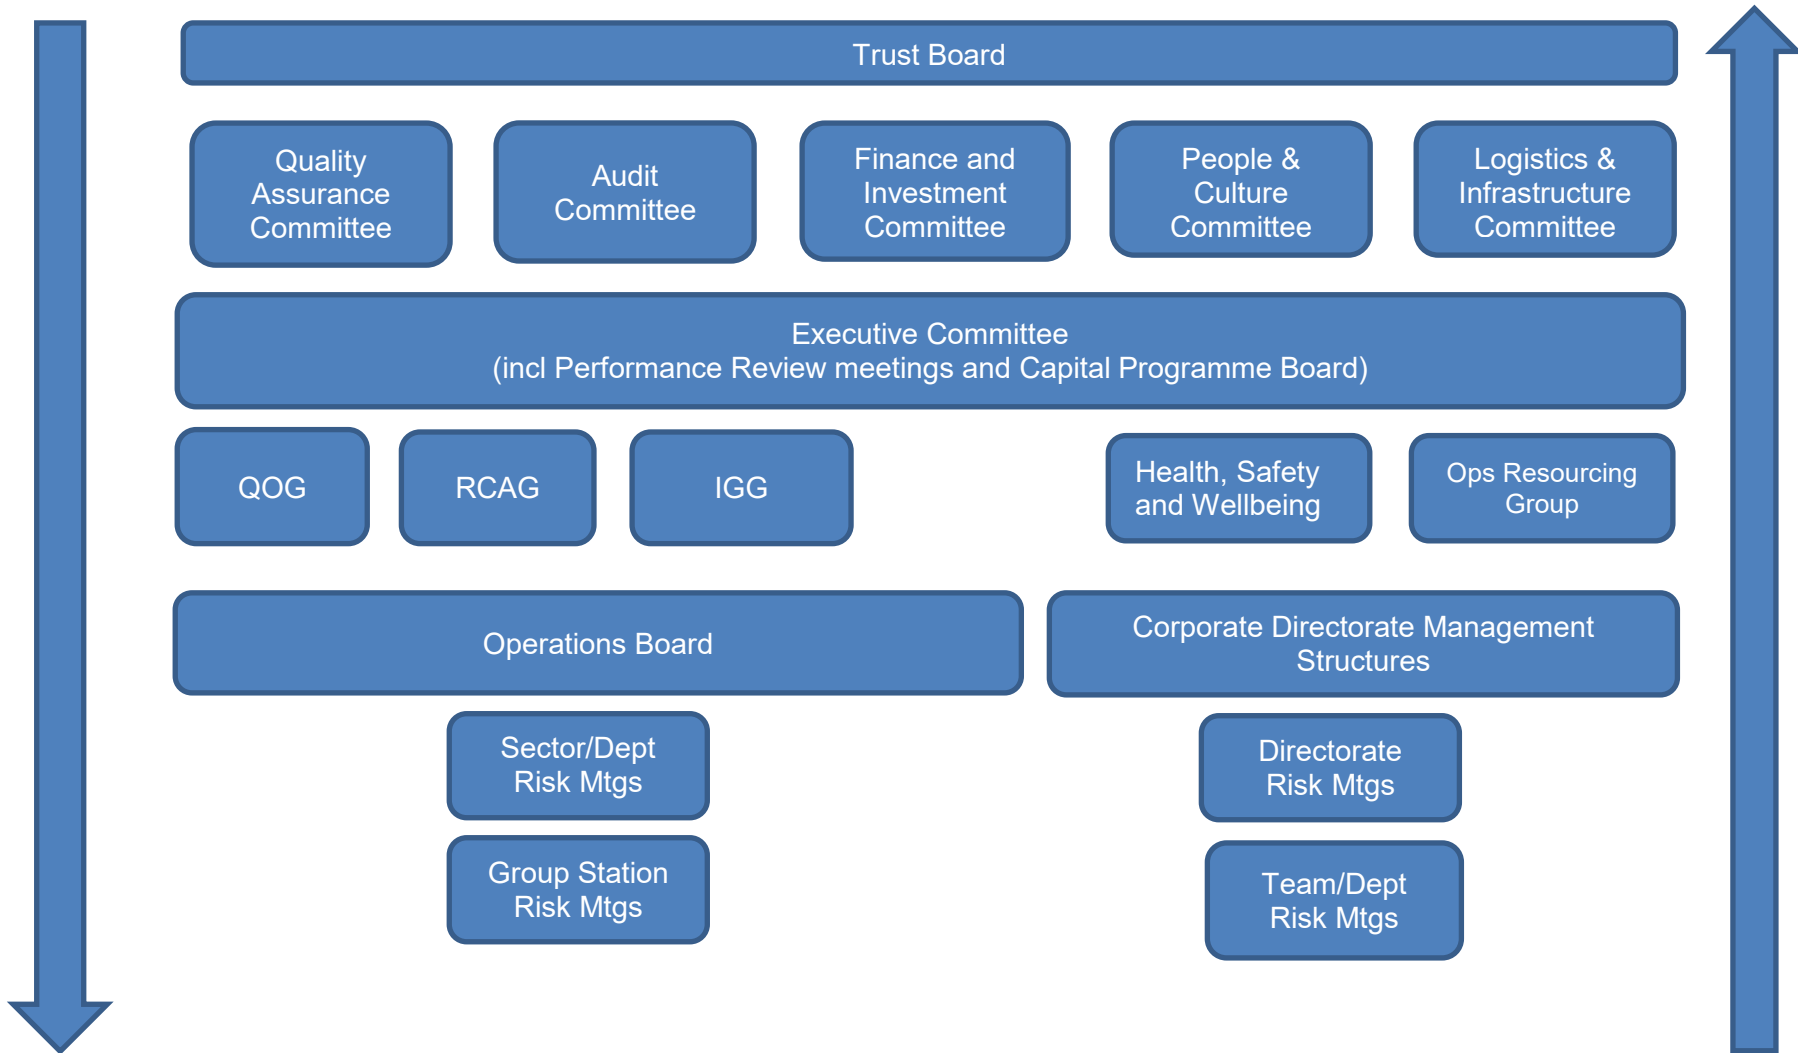 Trust Board
Quality
Assurance
Committee
Audit
Committee
Finance and
Investment
Committee
People &
Culture
Committee
Logistics &
Infrastructure
Committee
Executive Committee
(incl Performance Review meetings and Capital Programme Board)
QOG
RCAG
IGG
Health, Safety
and Wellbeing
Ops Resourcing
Group
Operations Board
Corporate Directorate Management
Structures
Sector/Dept
Risk Mtgs
Directorate
Risk Mtgs
Group Station
Risk Mtgs
Team/Dept
Risk Mtgs